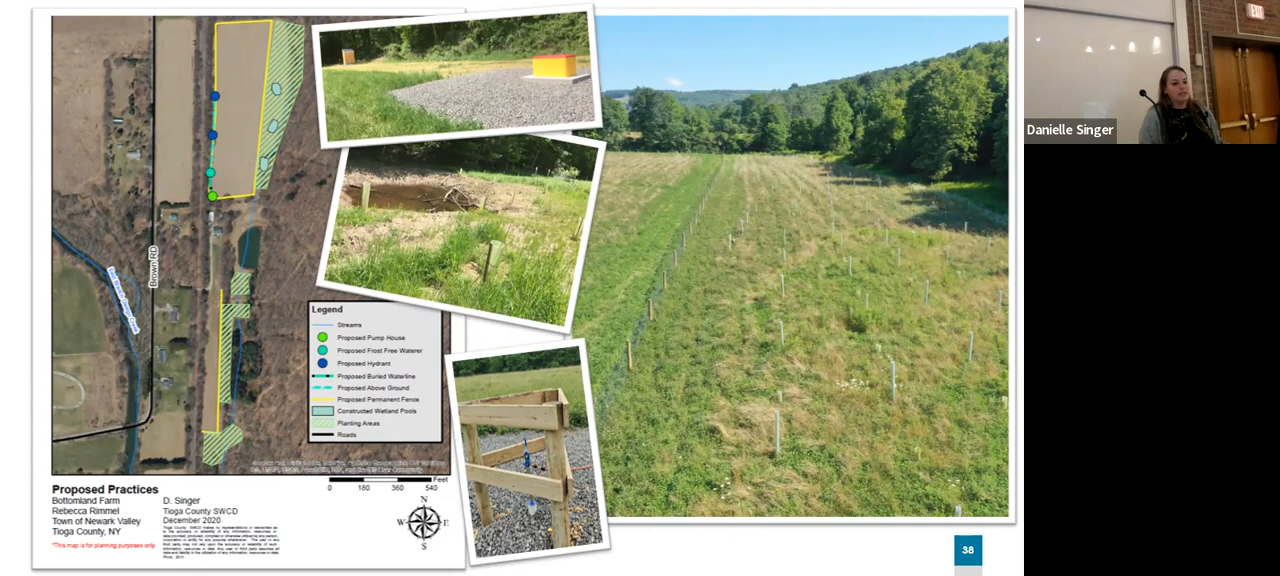 Brown RD
Legend
Streams
Proposed Pump House
Proposed Frost Free Waterer
Proposed Hydrant
Proposed Buried Waterline
Proposed Above Ground
Proposed Permanent Fence
Constructed Wetland Pools
Planting Areas
Roads
Feet
0 180 360 540
Proposed Practices
Bottomland Farm
Rebecca Rimmel
Town of Newark Valley
Tioga County, NY
*This map is for planning purposes only
D. Singer
Tioga County SWCD
December 2020
N
W E
S
38
EXIT
Danielle Singer